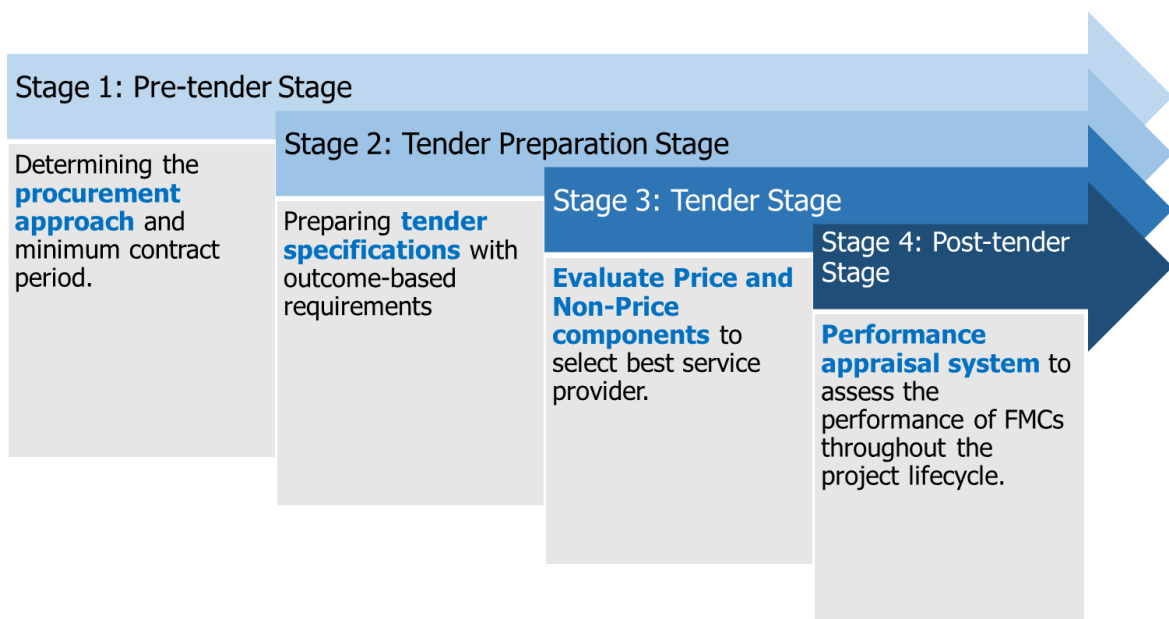 Stage 1: Pre-tender Stage
Determining the
procurement
approach and
minimum contract
period.
Stage 2: Tender Preparation Stage
Preparing tender
specifications with
outcome-based
requirements
Stage 3: Tender Stage
Evaluate Price and
Non-Price
components to
select best service
provider.
Stage 4: Post-tender
Stage
Performance
appraisal system to
assess the
performance of FMCs
throughout the
project lifecycle.